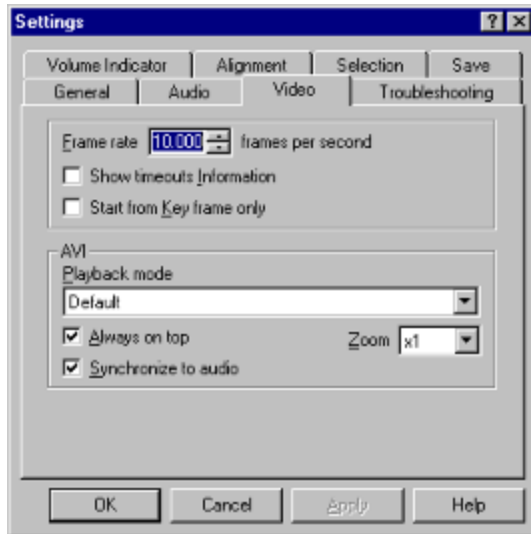 Settings
Volume Indicator Alignment Selection Save
General Audio Video Troubleshooting
Frame rate 10.000 frames per second
Show timeouts Information
Start from Key frame only
AVI
Playback mode
Default
Always on top Zoom x1
Synchronize to audio
OK Cancel Apply Help